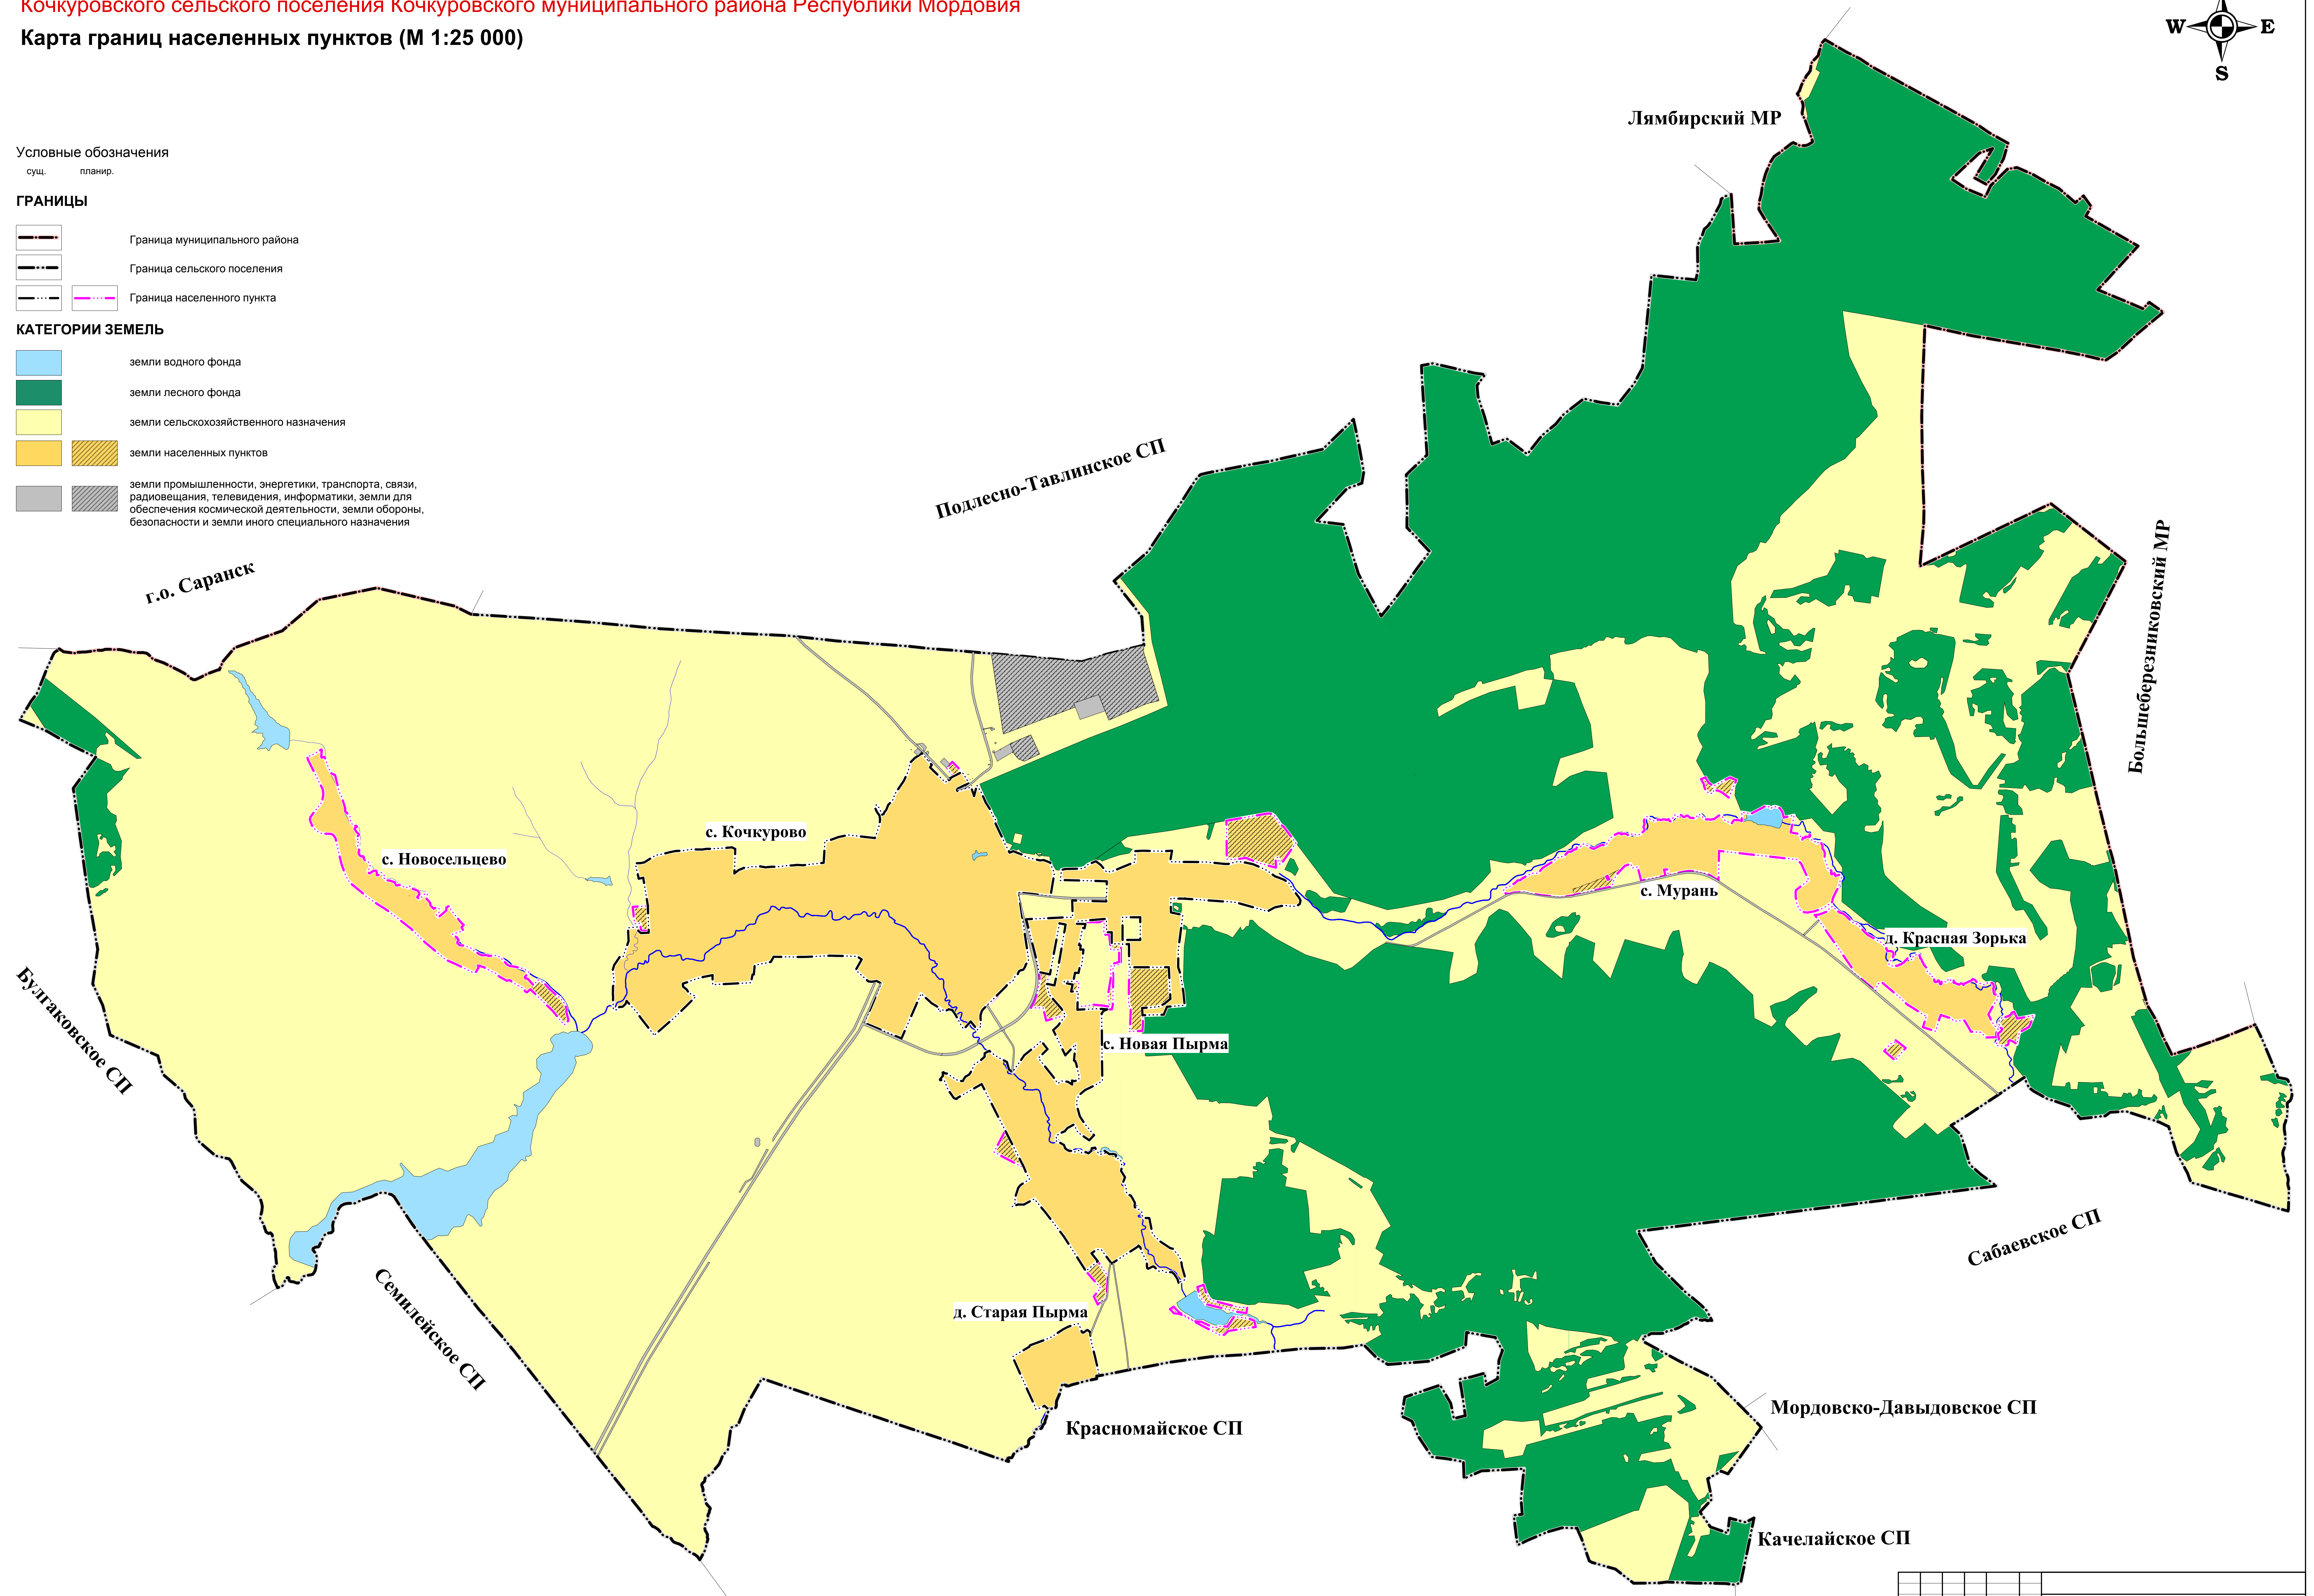 Кочкуровского сельского поселения Кочкуровского муниципального района Республики Мордовия
Карта границ населенных пунктов (М 1:25 000)
W E
S
Условные обозначения
сущ. планир.
ГРАНИЦЫ
Граница муниципального района
Граница сельского поселения
Граница населенного пункта
КАТЕГОРИИ ЗЕМЕЛЬ
земли водного фонда
земли лесного фонда
земли сельскохозяйственного назначения
земли населенных пунктов
земли промышленности, энергетики, транспорта, связи,
радиовещания, телевидения, информатики, земли для
обеспечения космической деятельности, земли обороны,
безопасности и земли иного специального назначения
Лямбирский МР
Подлесно-Тавлинское СП
г.о. Саранск
Большеберезниковский МР
с. Кочкурово
с. Новосельцево
с. Мурань
д. Красная Зорька
Булгаковское СП
с. Новая Пырма
Сабаевское СП
д. Старая Пырма
Семилейское СП
Красномайское СП
Мордовско-Давыдовское СП
Качелайское СП